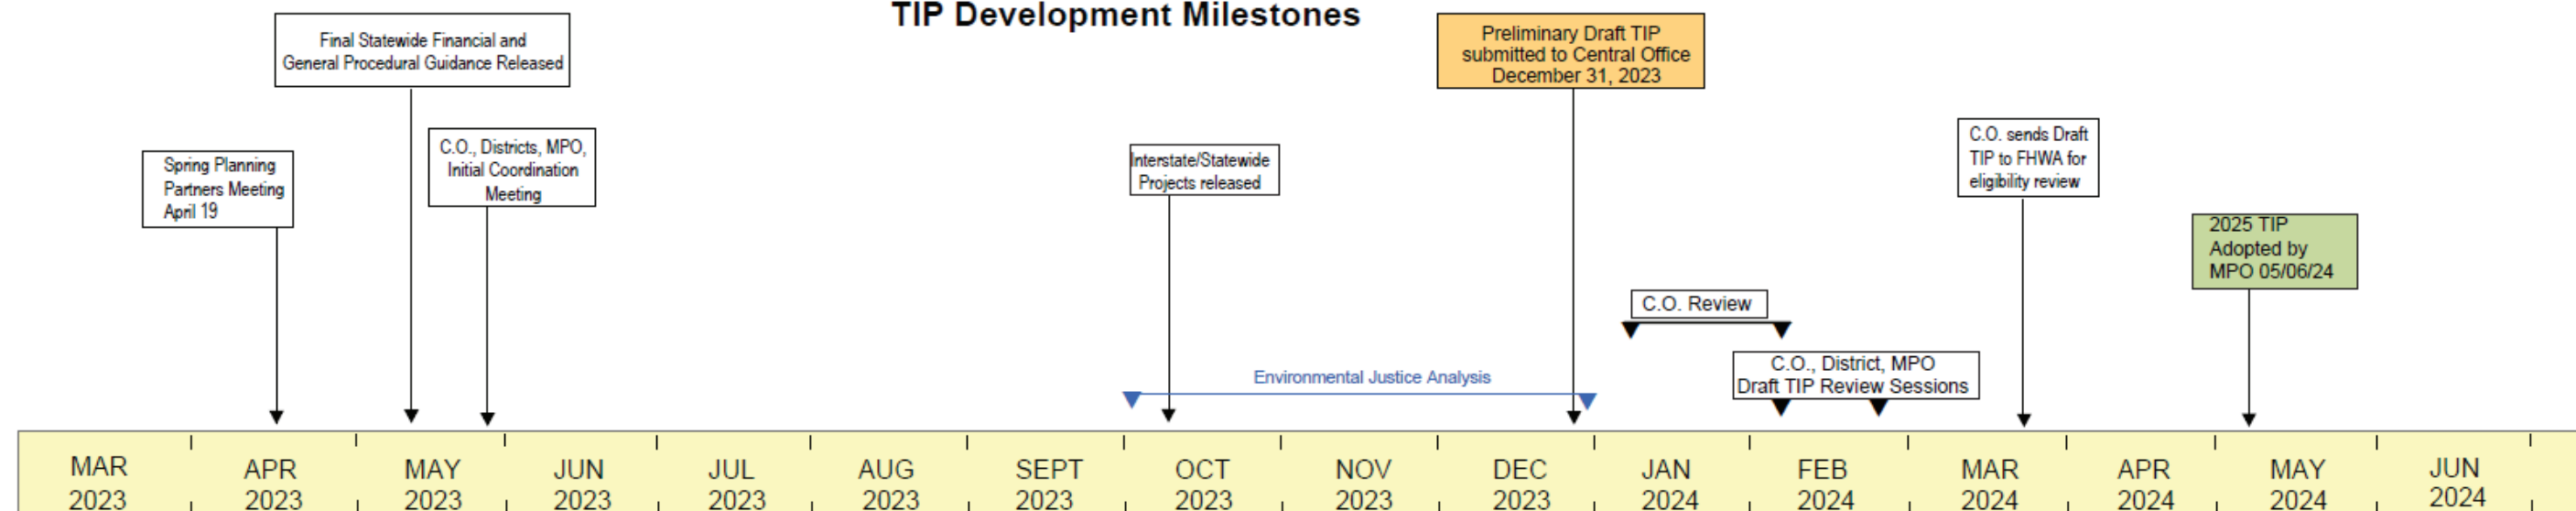 TIP Development Milestones
Final Statewide Financial and
General Procedural Guidance Released
Preliminary Draft TIP
submitted to Central Office
December 31, 2023
Spring Planning
Partners Meeting
April 19
C.O., Districts, MPO,
Initial Coordination
Meeting
Interstate/Statewide
Projects released
C.O. sends Draft
TIP to FHWA for
eligibility review
2025 TIP
Adopted by
MPO 05/06/24
C.O. Review
Environmental Justice Analysis
C.O., District, MPO
Draft TIP Review Sessions
MAR
2023
APR
2023
MAY
2023
JUN
2023
JUL
2023
AUG
2023
SEPT
2023
OCT
2023
NOV
2023
DEC
2023
JAN
2024
FEB
2024
MAR
2024
APR
2024
MAY
2024
JUN
2024